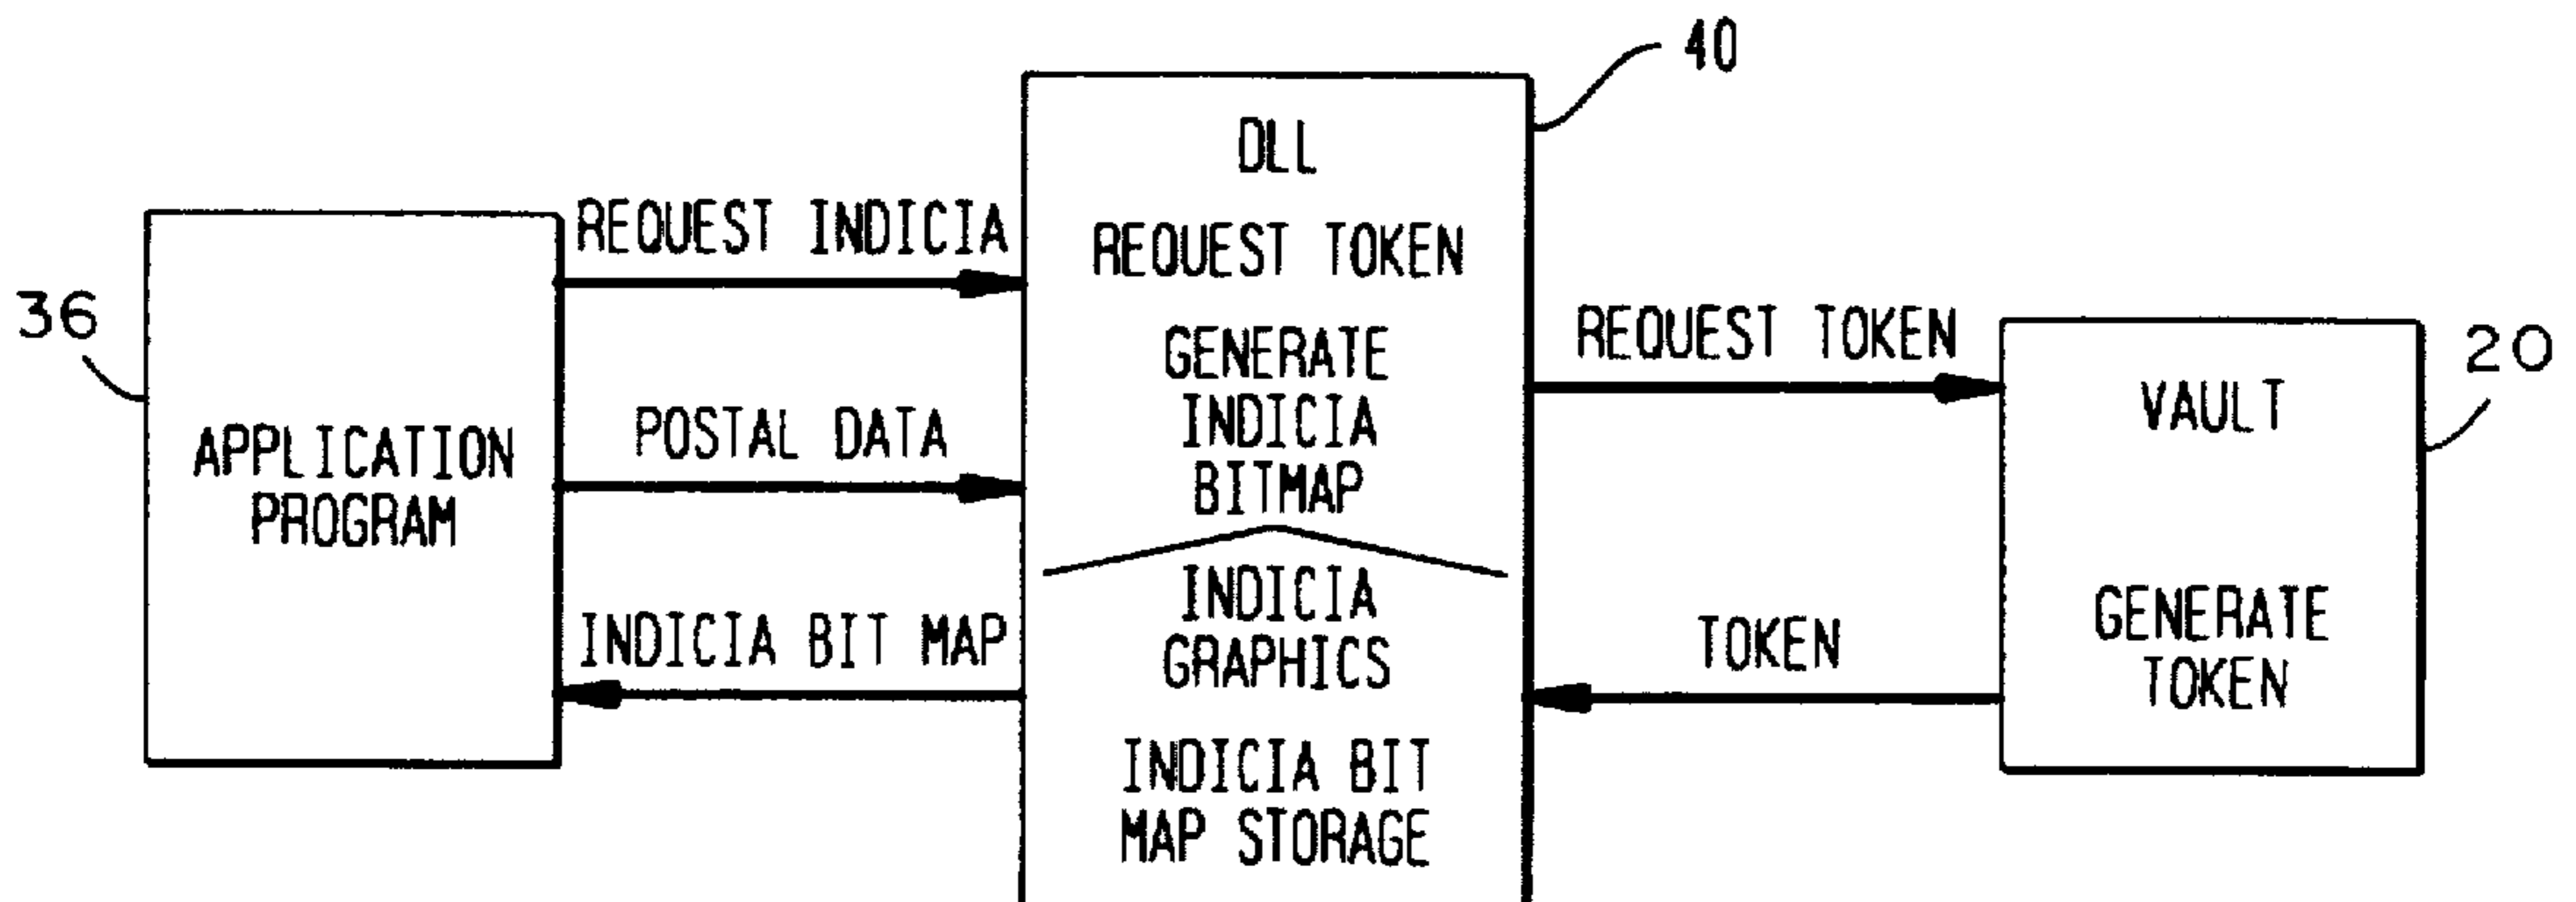 40
DLL
REQUEST INDICIA
REQUEST TOKEN
36
GENERATE
INDICIA
BITMAP
REQUEST TOKEN
20
VAULT
APPLICATION
PROGRAM
POSTAL DATA
INDICIA BIT MAP
INDICIA
GRAPHICS
TOKEN
GENERATE
TOKEN
INDICIA BIT
MAP STORAGE